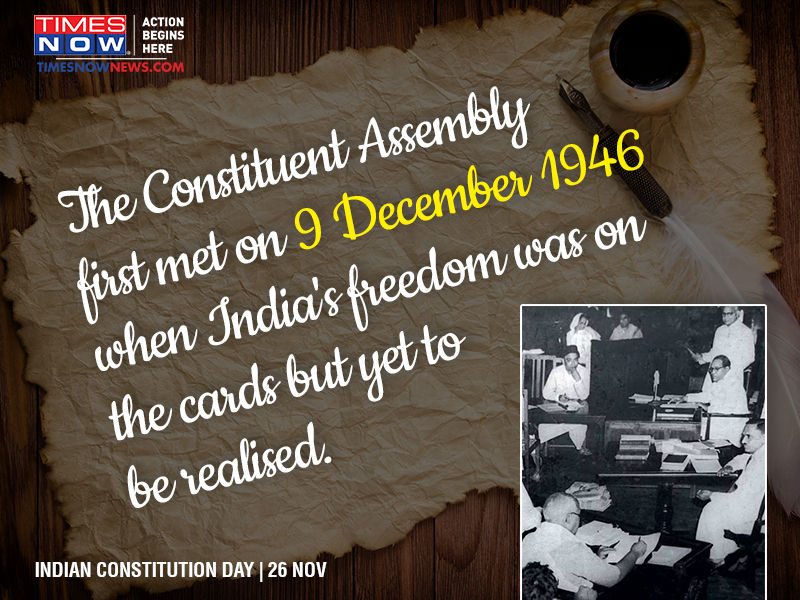 TIMES
NOW
ACTION
BEGINS
HERE
TIMESNOWNEWS.COM
The Constituent Assembly
first met on 9 December 1946
when India's freedom was on
the cards but yet to
be realised.
INDIAN CONSTITUTION DAY | 26 NOV